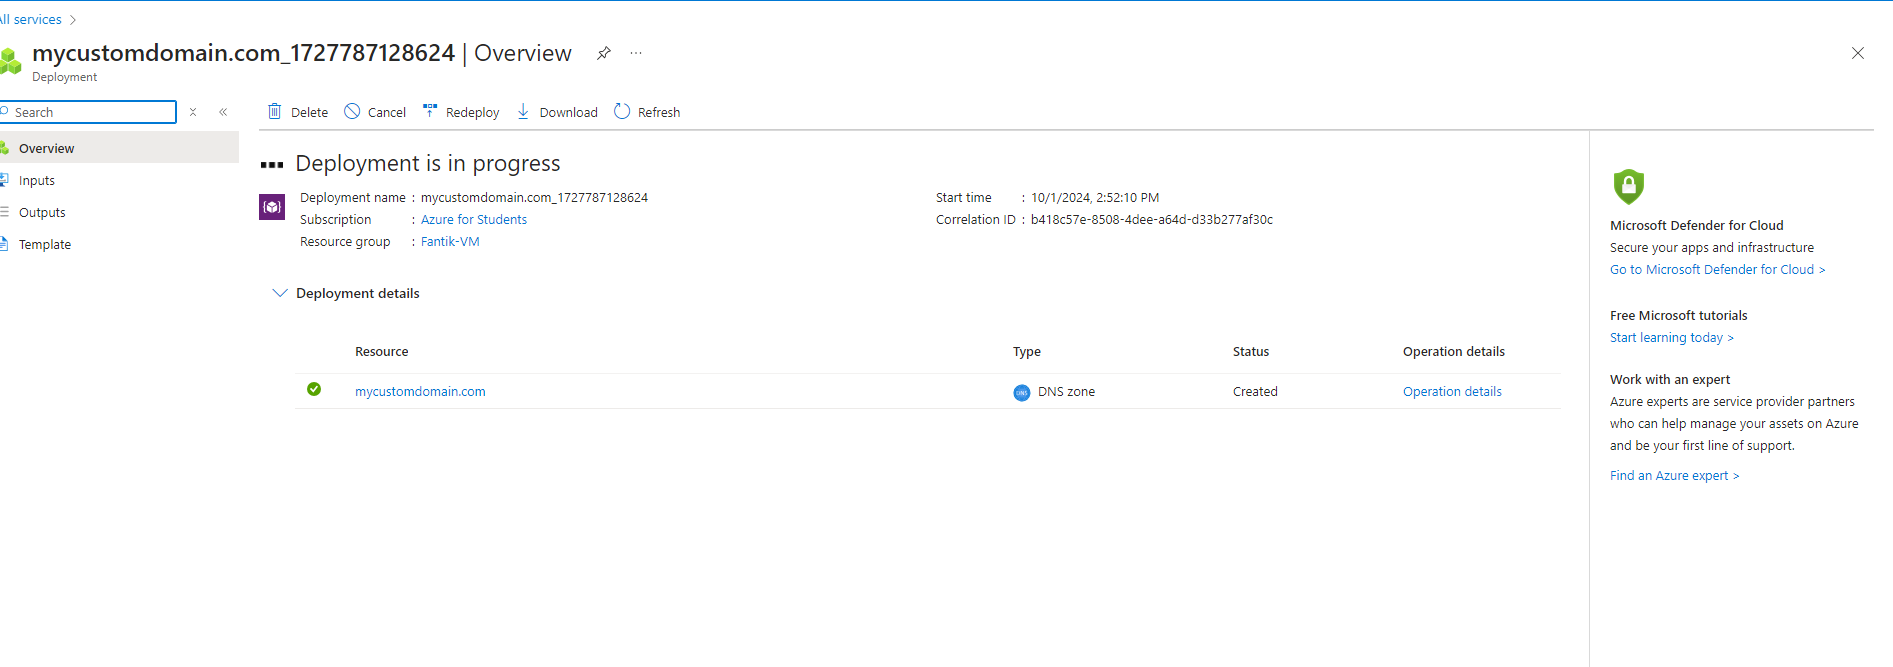 All services >
mycustomdomain.com_1727787128624 | Overview ...
Deployment
Search
Overview
Inputs
Outputs
Template
Delete Cancel Redeploy Download Refresh
Deployment is in progress
Deployment name : mycustomdomain.com_1727787128624
Subscription : Azure for Students
Resource group : Fantik-VM
Start time : 10/1/2024, 2:52:10 PM
Correlation ID : b418c57e-8508-4dee-a64d-d33b277af30c
Deployment details
Resource Type Status Operation details
mycustomdomain.com DNS zone Created Operation details
Microsoft Defender for Cloud
Secure your apps and infrastructure
Go to Microsoft Defender for Cloud >
Free Microsoft tutorials
Start learning today >
Work with an expert
Azure experts are service provider partners
who can help manage your assets on Azure
and be your first line of support.
Find an Azure expert >